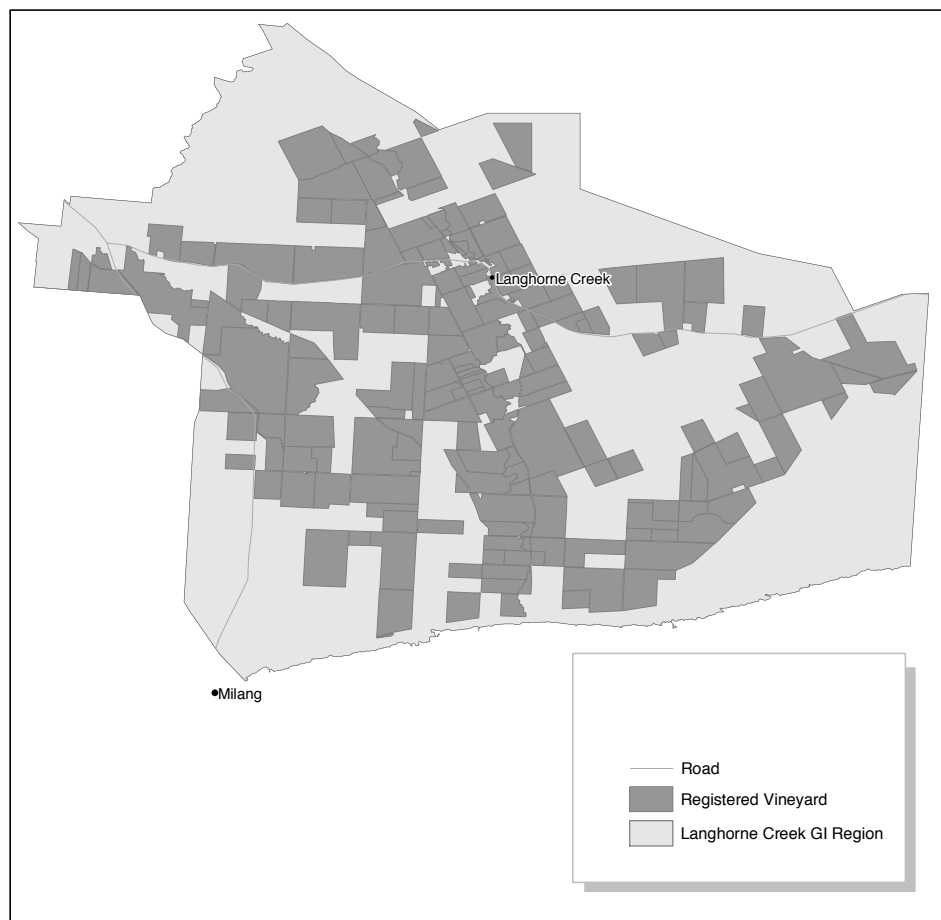 Langhorne Creek
Milang
Road
Registered Vineyard
Langhorne Creek GI Region